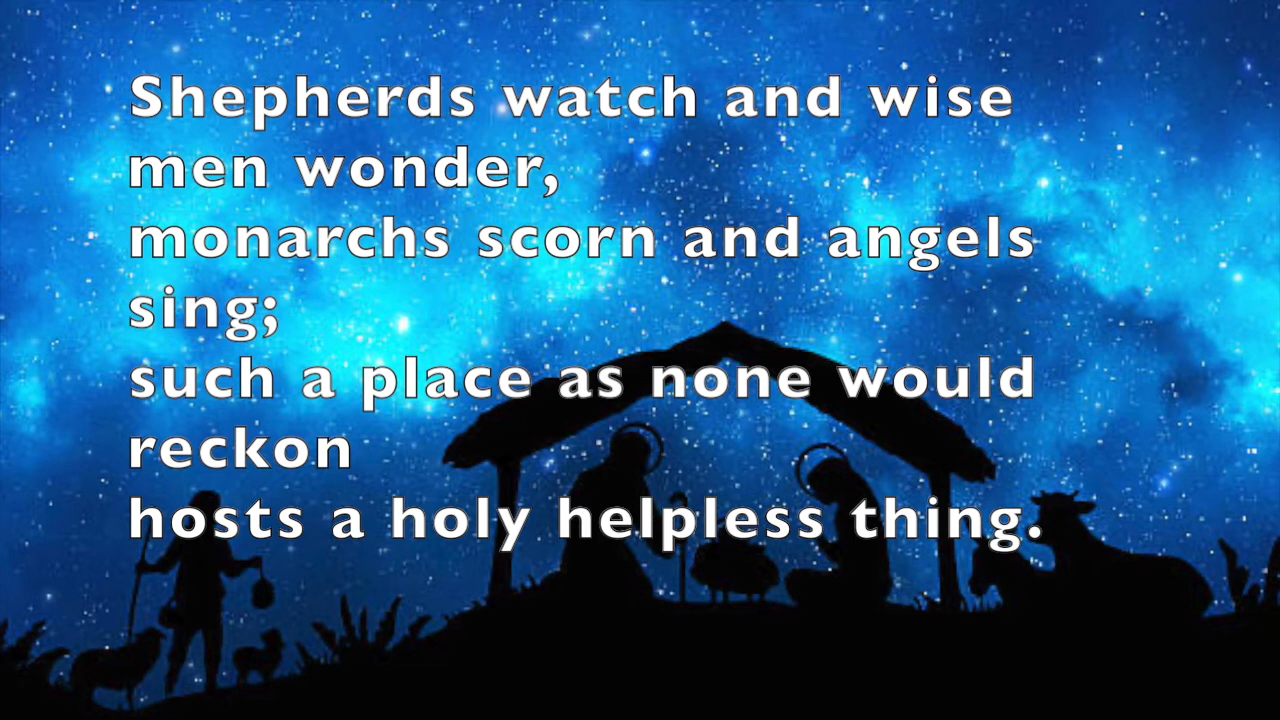 Shepherds watch and wise
men wonder,
monarchs scorn and angels
sing;
such a place as none would
reckon
hosts a holy helpless thing.